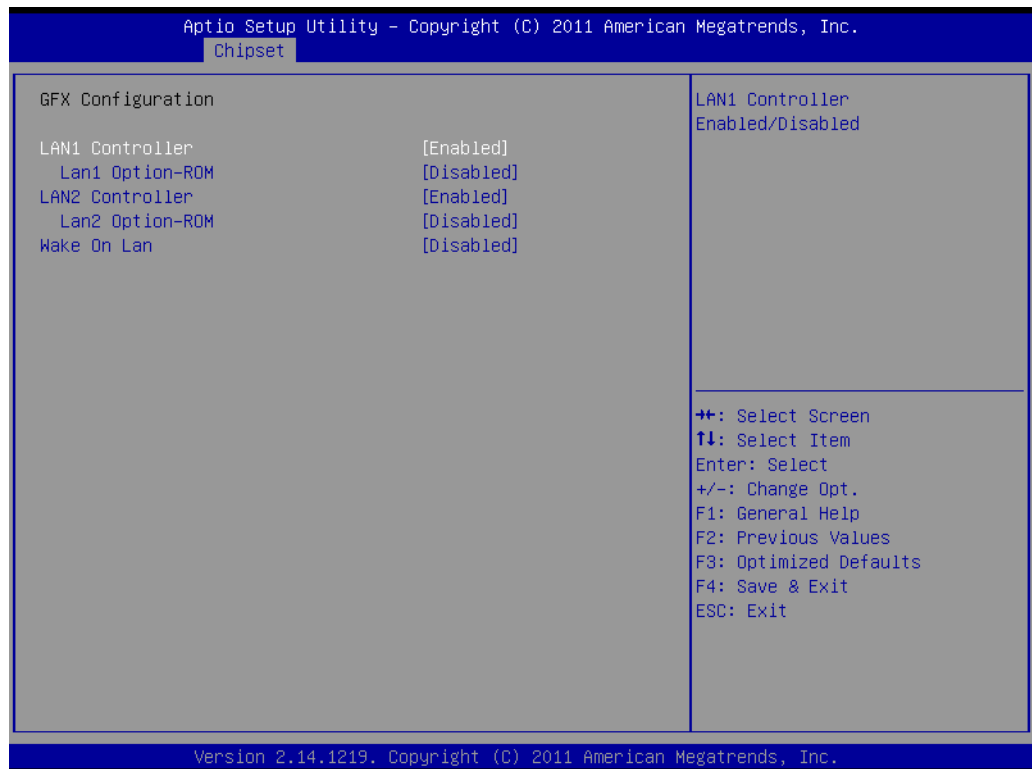 Aptio Setup Utility – Copyright (C) 2011 American Megatrends, Inc.
Chipset
GFX Configuration
LAN1 Controller [Enabled]
Lan1 Option-ROM [Disabled]
LAN2 Controller [Enabled]
Lan2 Option-ROM [Disabled]
Wake On Lan [Disabled]
LAN1 Controller
Enabled/Disabled
→←: Select Screen
↑↓: Select Item
Enter: Select
+/-: Change Opt.
F1: General Help
F2: Previous Values
F3: Optimized Defaults
F4: Save & Exit
ESC: Exit
Version 2.14.1219. Copyright (C) 2011 American Megatrends, Inc.